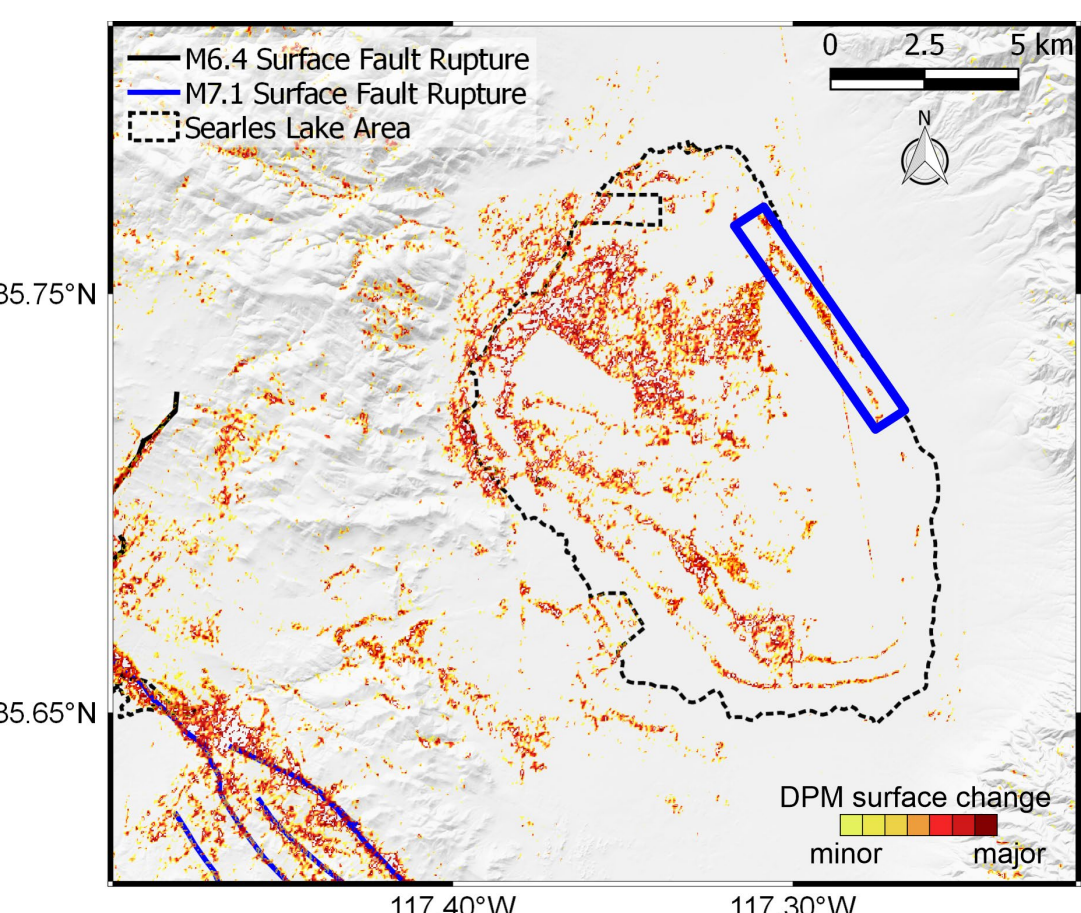 M6.4 Surface Fault Rupture
M7.1 Surface Fault Rupture
Searles Lake Area
0 2.5 5 km
N
35.75°N
35.65°N
DPM surface change
minor major
117.40°W 117.30°W